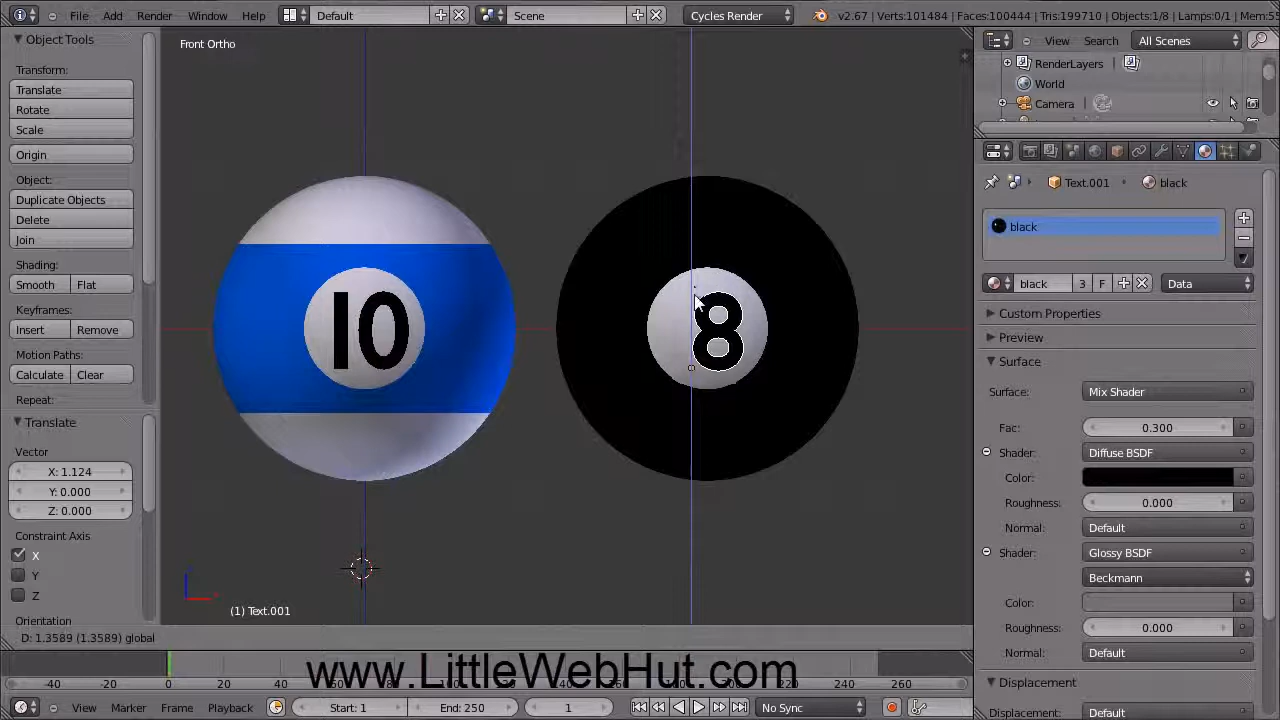 File Add Render Window Help Default Scene Cycles Render v2.67 | Verts:101484 | Faces:100444 | Tris:199710 | Objects:1/8 | Lamps:0/1 |
Object Tools
Transform:
Translate
Rotate
Scale
Origin
Object:
Duplicate Objects
Delete
Join
Shading:
Smooth Flat
Keyframes:
Insert Remove
Motion Paths:
Calculate Clear
Repeat:
Translate
Vector
X: 1.124
Y: 0.000
Z: 0.000
Constraint Axis
X
Y
Z
Orientation
Front Ortho
10
8
(1) Text.001
D: 1.3589 (1.3589) global
View Search All Scenes
RenderLayers
World
Camera
Text.001 black
black
black 3 F Data
Custom Properties
Preview
Surface
Surface: Mix Shader
Fac: 0.300
Shader: Diffuse BSDF
Color:
Roughness: 0.000
Normal: Default
Shader: Glossy BSDF
Beckmann
Color:
Roughness: 0.000
Normal: Default
Displacement
Displacement: Default
www.LittleWebHut.com
-40 -20 0 20 240 260
View Marker Frame Playback Start: 1 End: 250 1 No Sync